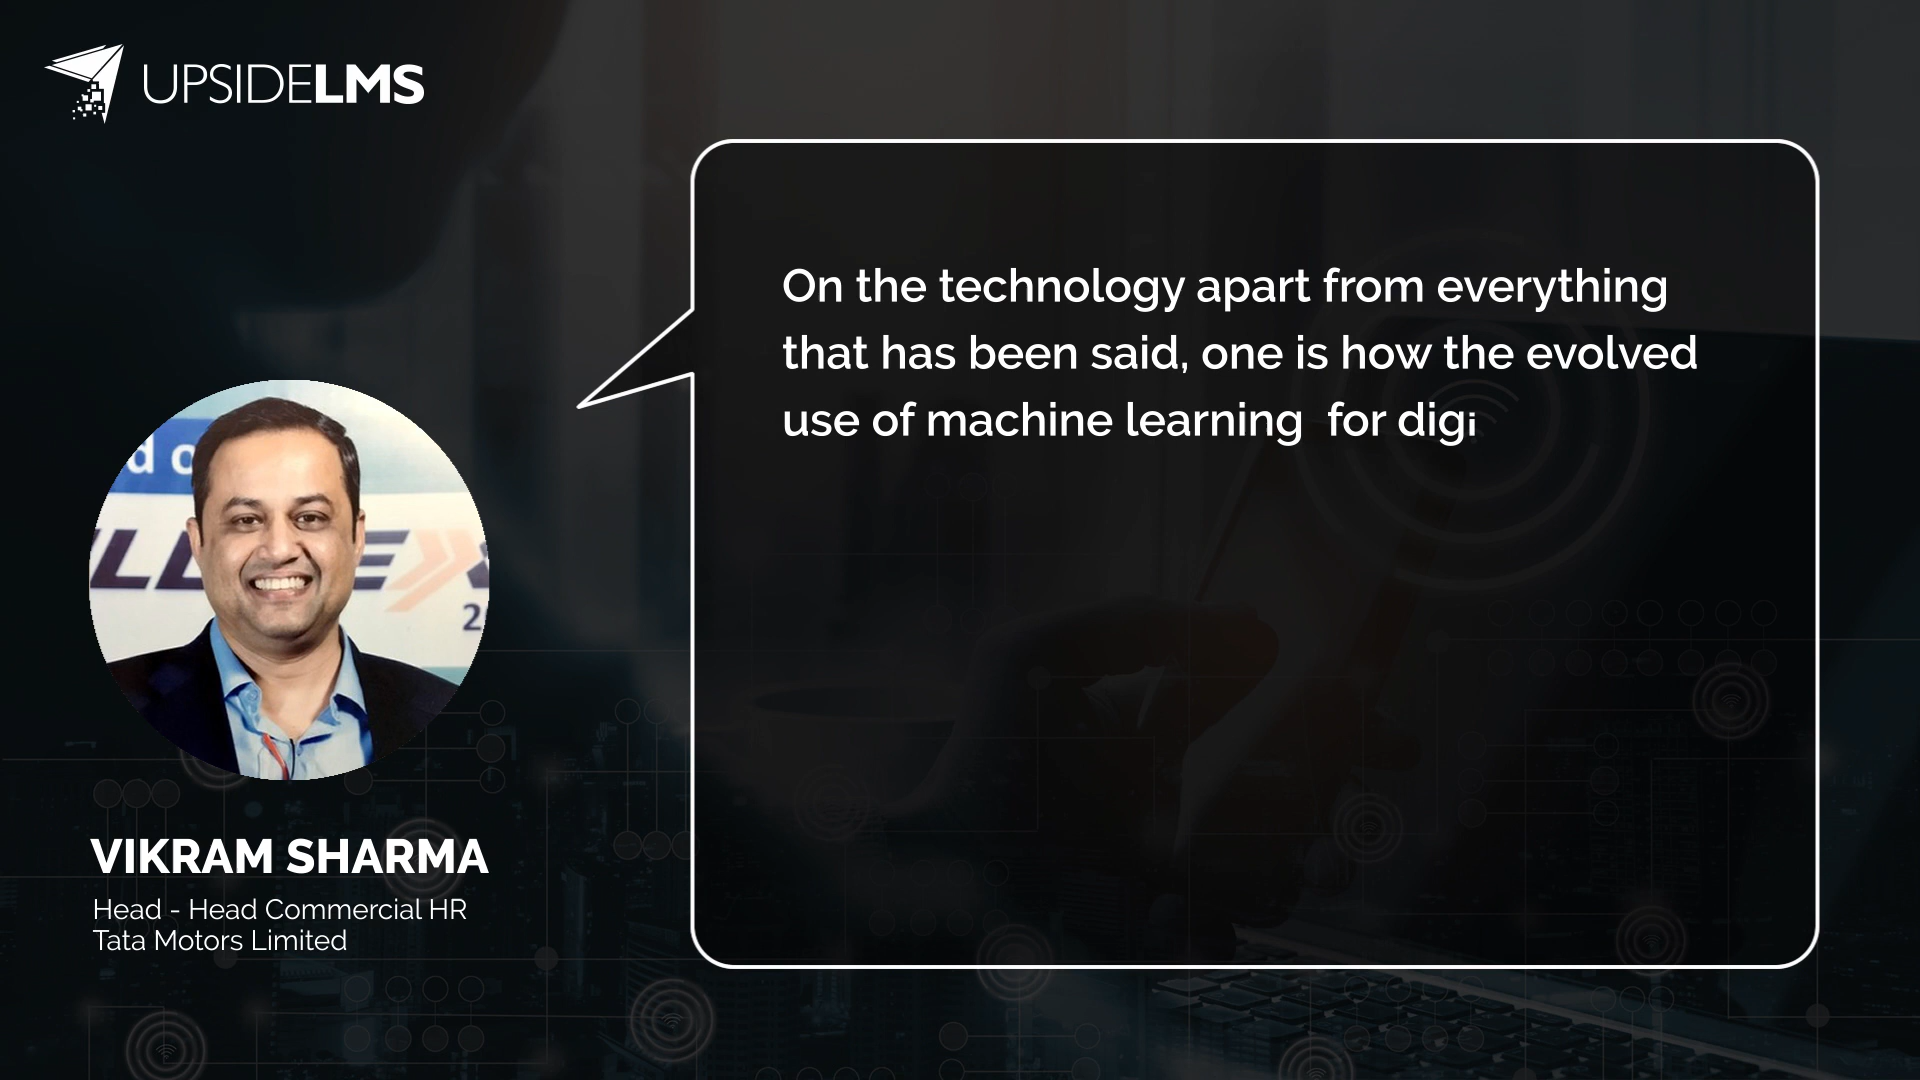 UPSIDELMS
On the technology apart from everything
that has been said, one is how the evolved
use of machine learning  for digi
VIKRAM SHARMA
Head - Head Commercial HR
Tata Motors Limited